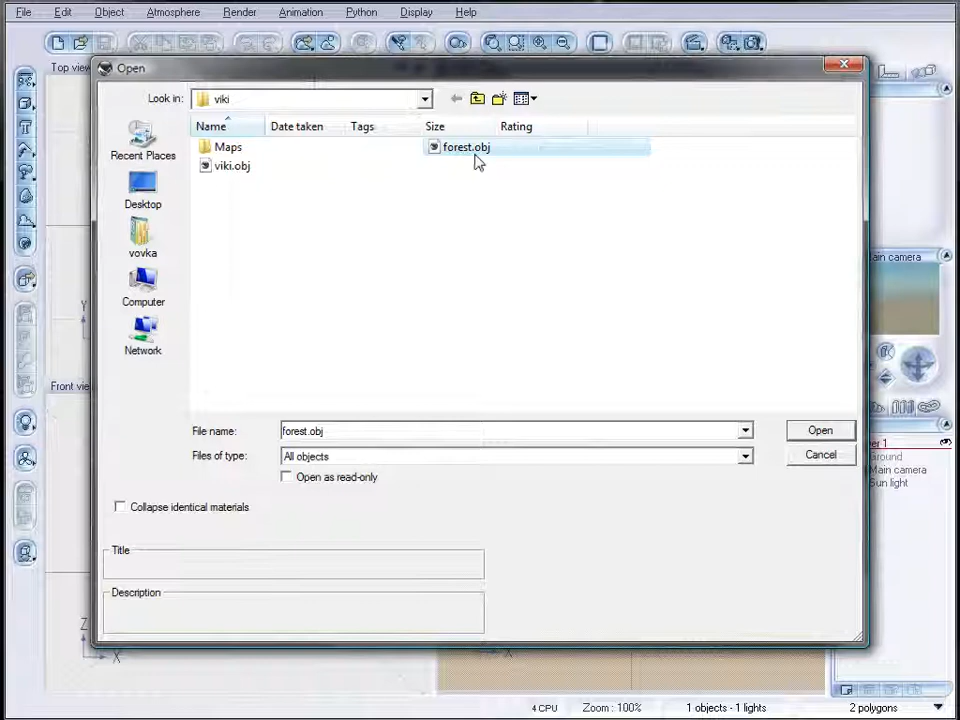 File Edit Object Atmosphere Render Animation Python Display Help
Top view
Open
Look in: viki
Name Date taken Tags Size Rating
Maps forest.obj
viki.obj
Recent Places
Desktop
vovka
Computer
Network
Main camera
Y
Front view
File name: forest.obj Open
Files of type: All objects Cancel
Open as read-only
Collapse identical materials
Title
Description
er 1
Ground
Main camera
Sun light
Z
X
X
4 CPU Zoom : 100% 1 objects - 1 lights 2 polygons